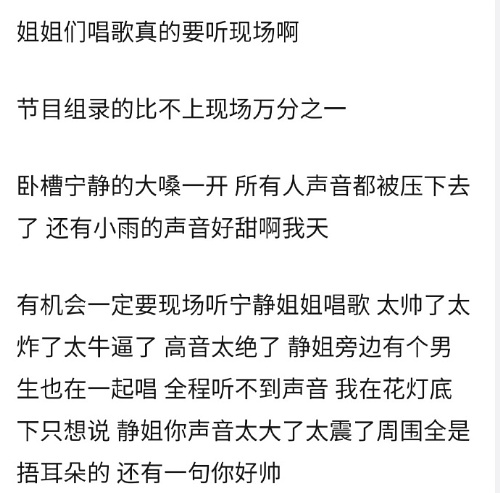 姐姐们唱歌真的要听现场啊
节目组录的比不上现场万分之一
卧槽宁静的大嗓一开 所有人声音都被压下去
了 还有小雨的声音好甜啊我天
有机会一定要现场听宁静姐姐唱歌 太帅了太
炸了太牛逼了 高音太绝了 静姐旁边有个男
生也在一起唱 全程听不到声音 我在花灯底
下只想说 静姐你声音太大了太震了周围全是
捂耳朵的 还有一句你好帅